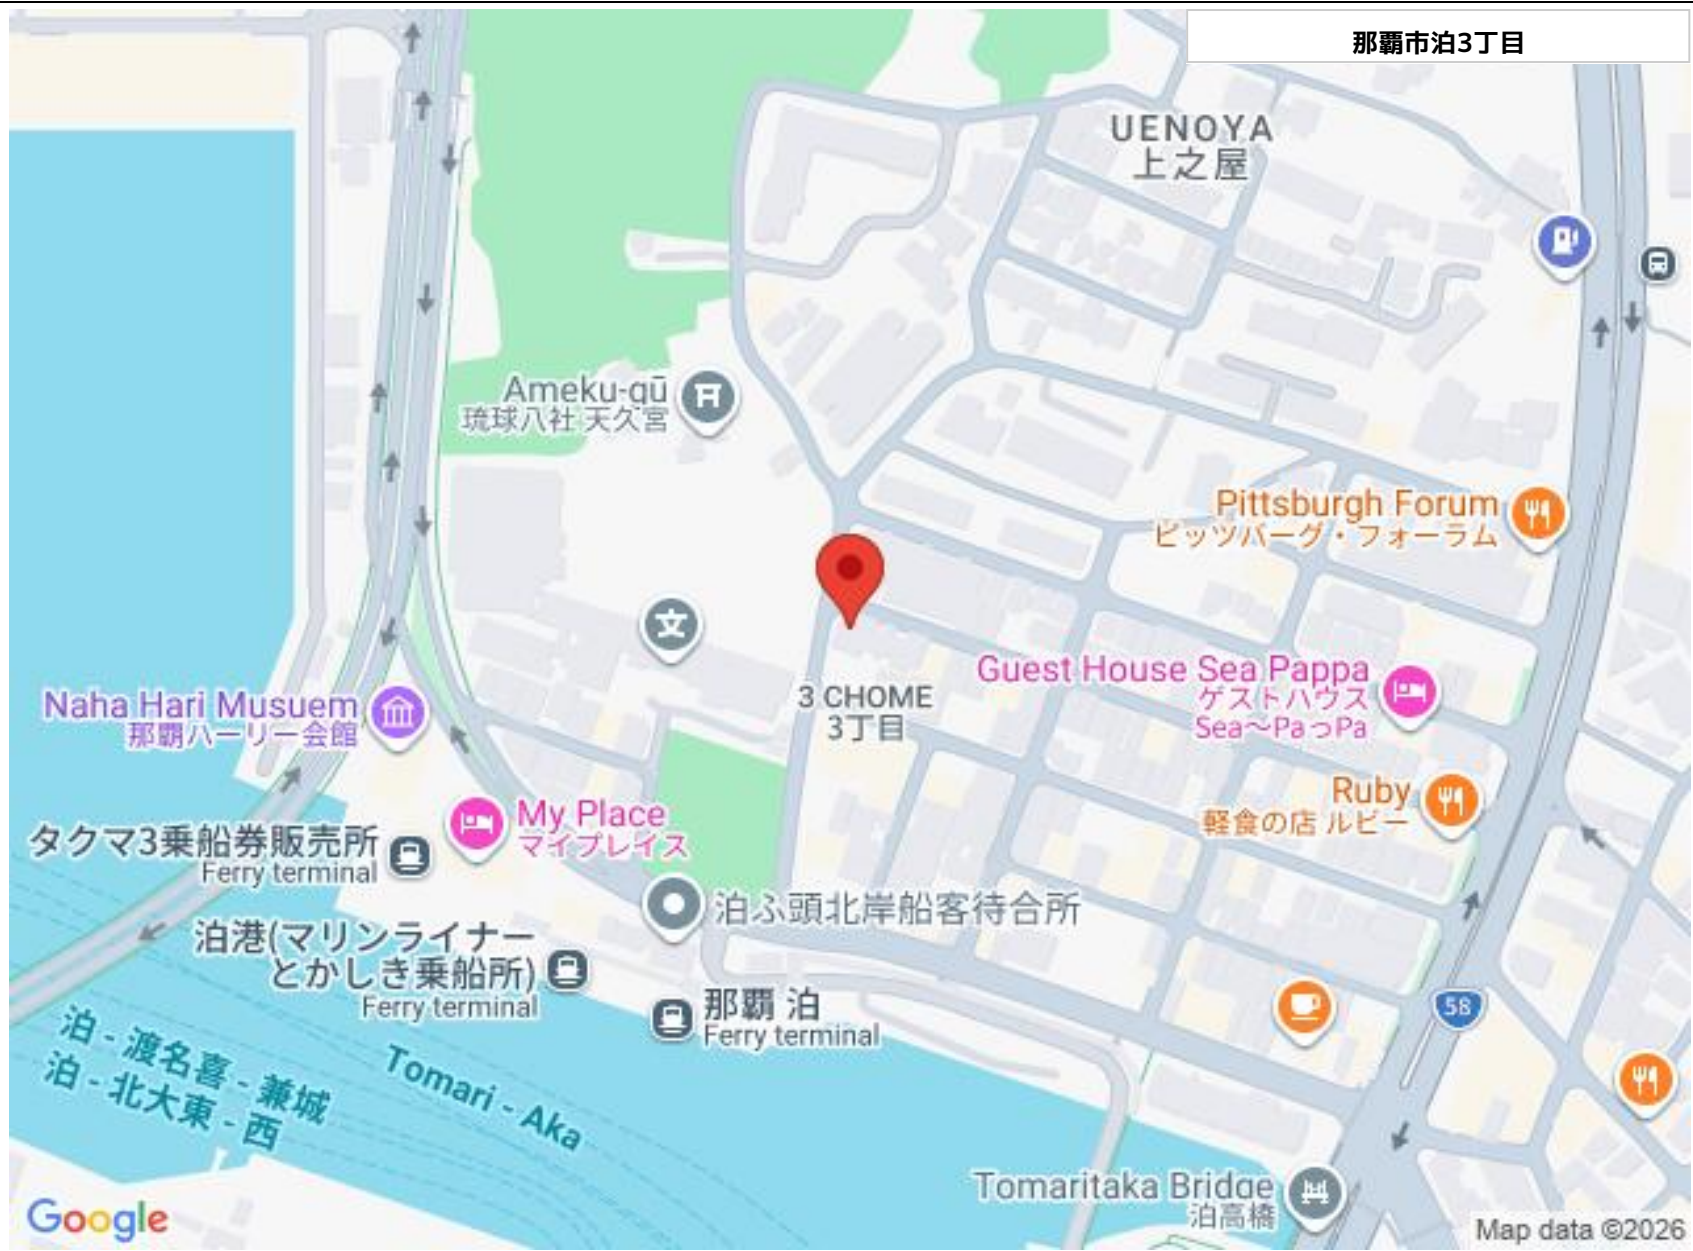 那覇市泊3丁目
UENOYA
上之屋
Ameku-gū
琉球八社 天久宮
Pittsburgh Forum
ピッツバーグ・フォーラム
文
Guest House Sea Pappa
ゲストハウス
Sea～PaっPa
3 CHOME
3丁目
Naha Hari Musuem
那覇ハーリー会館
Ruby
軽食の店 ルビー
My Place
マイプレイス
タクマ3乗船券販売所
Ferry terminal
泊ふ頭北岸船客待合所
泊港(マリンライナー
とかしき乗船所)
Ferry terminal
那覇 泊
Ferry terminal
58
泊 - 渡名喜 - 兼城
泊 - 北大東 - 西
Tomari - Aka
Tomaritaka Bridge
泊高橋
Google
Map data ©2026